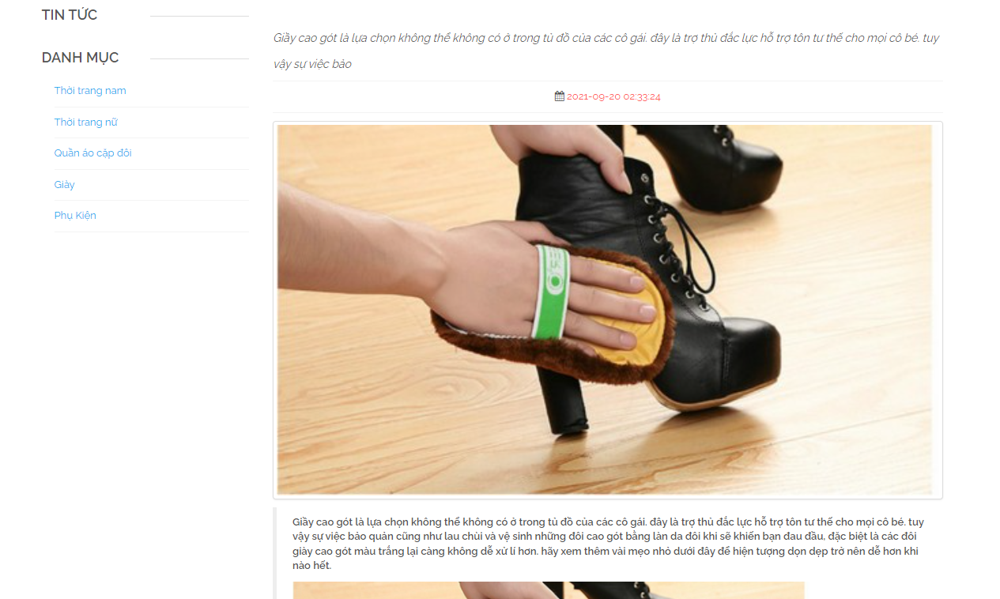 TIN TỨC
DANH MỤC
Thời trang nam
Thời trang nữ
Quần áo cặp đôi
Giày
Phụ Kiện
Giầy cao gót là lựa chọn không thể không có ở trong tủ đồ của các cô gái. đây là trợ thủ đắc lực hỗ trợ tôn tư thế cho mọi cô bé. tuy
vậy sự việc bảo
2021-09-20 02:33:24
Giầy cao gót là lựa chọn không thể không có ở trong tủ đồ của các cô gái. đây là trợ thủ đắc lực hỗ trợ tôn tư thế cho mọi cô bé. tuy
vậy sự việc bảo quản cũng như lau chùi và vệ sinh những đôi cao gót bằng làn da đôi khi sẽ khiến bạn đau đầu, đặc biệt là các đôi
giày cao gót màu trắng lại càng không dễ xử lí hơn. hãy xem thêm vài mẹo nhỏ dưới đây để hiện tượng dọn dẹp trở nên dễ hơn khi
nào hết.